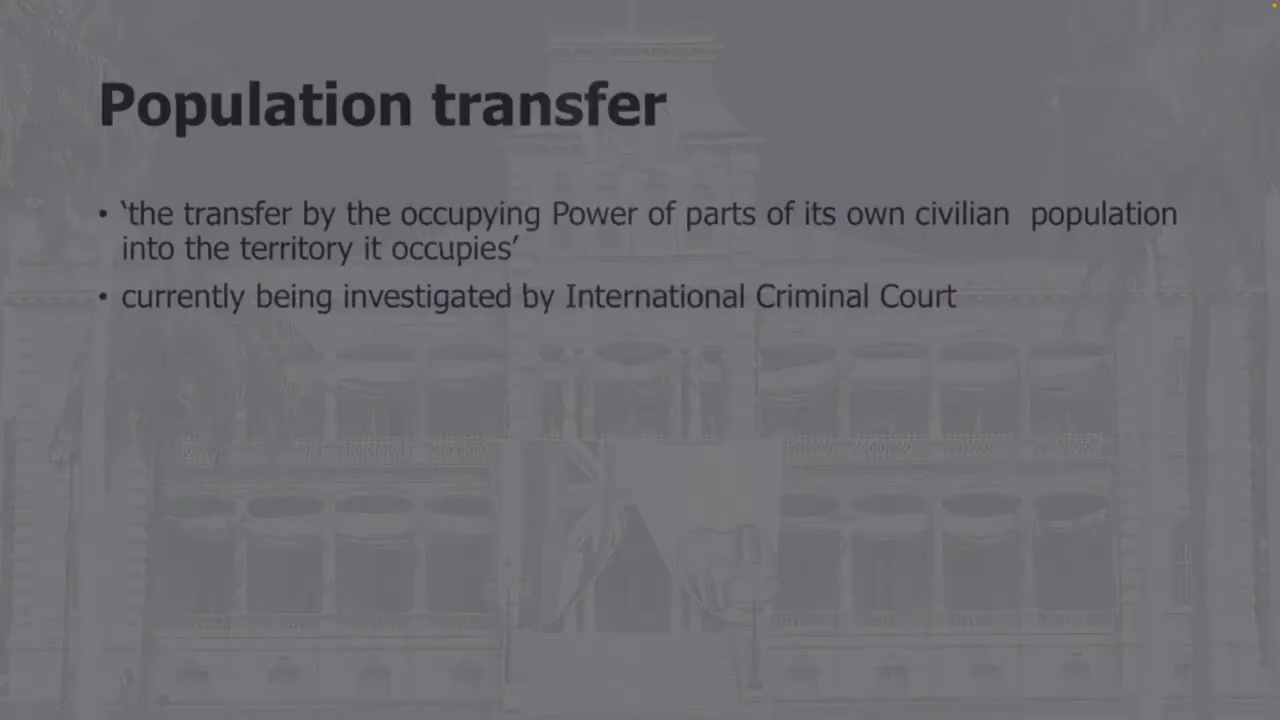 Population transfer
• ‘the transfer by the occupying Power of parts of its own civilian  population
into the territory it occupies’
• currently being investigated by International Criminal Court